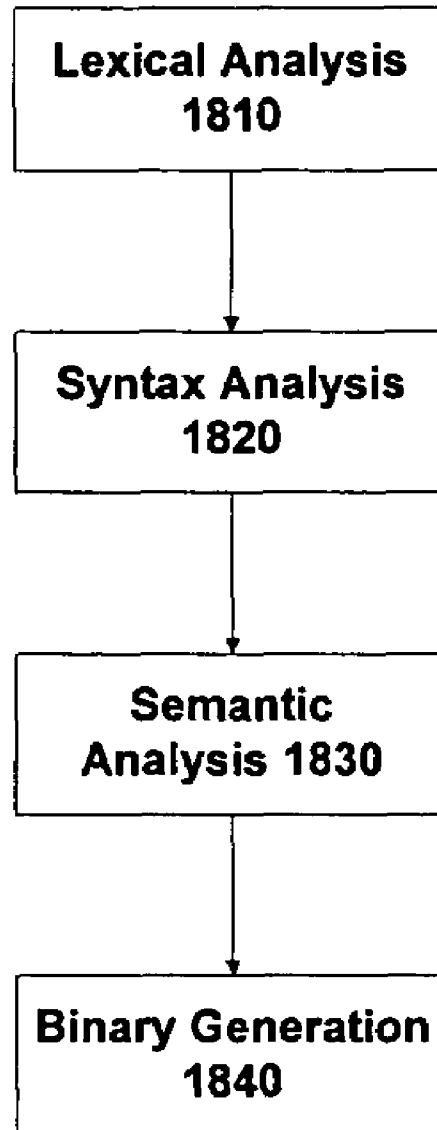 Lexical Analysis
1810
Syntax Analysis
1820
Semantic
Analysis 1830
Binary Generation
1840